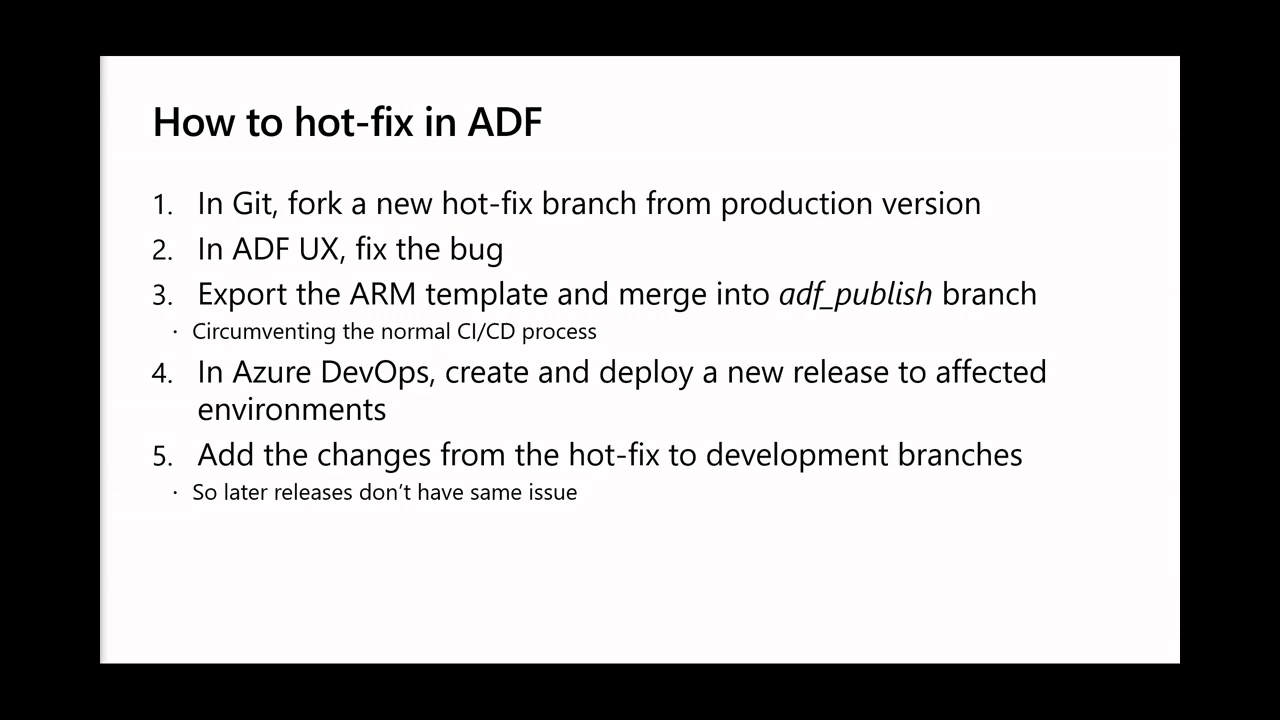 How to hot-fix in ADF
1. In Git, fork a new hot-fix branch from production version
2. In ADF UX, fix the bug
3. Export the ARM template and merge into adf_publish branch
· Circumventing the normal CI/CD process
4. In Azure DevOps, create and deploy a new release to affected
environments
5. Add the changes from the hot-fix to development branches
· So later releases don’t have same issue